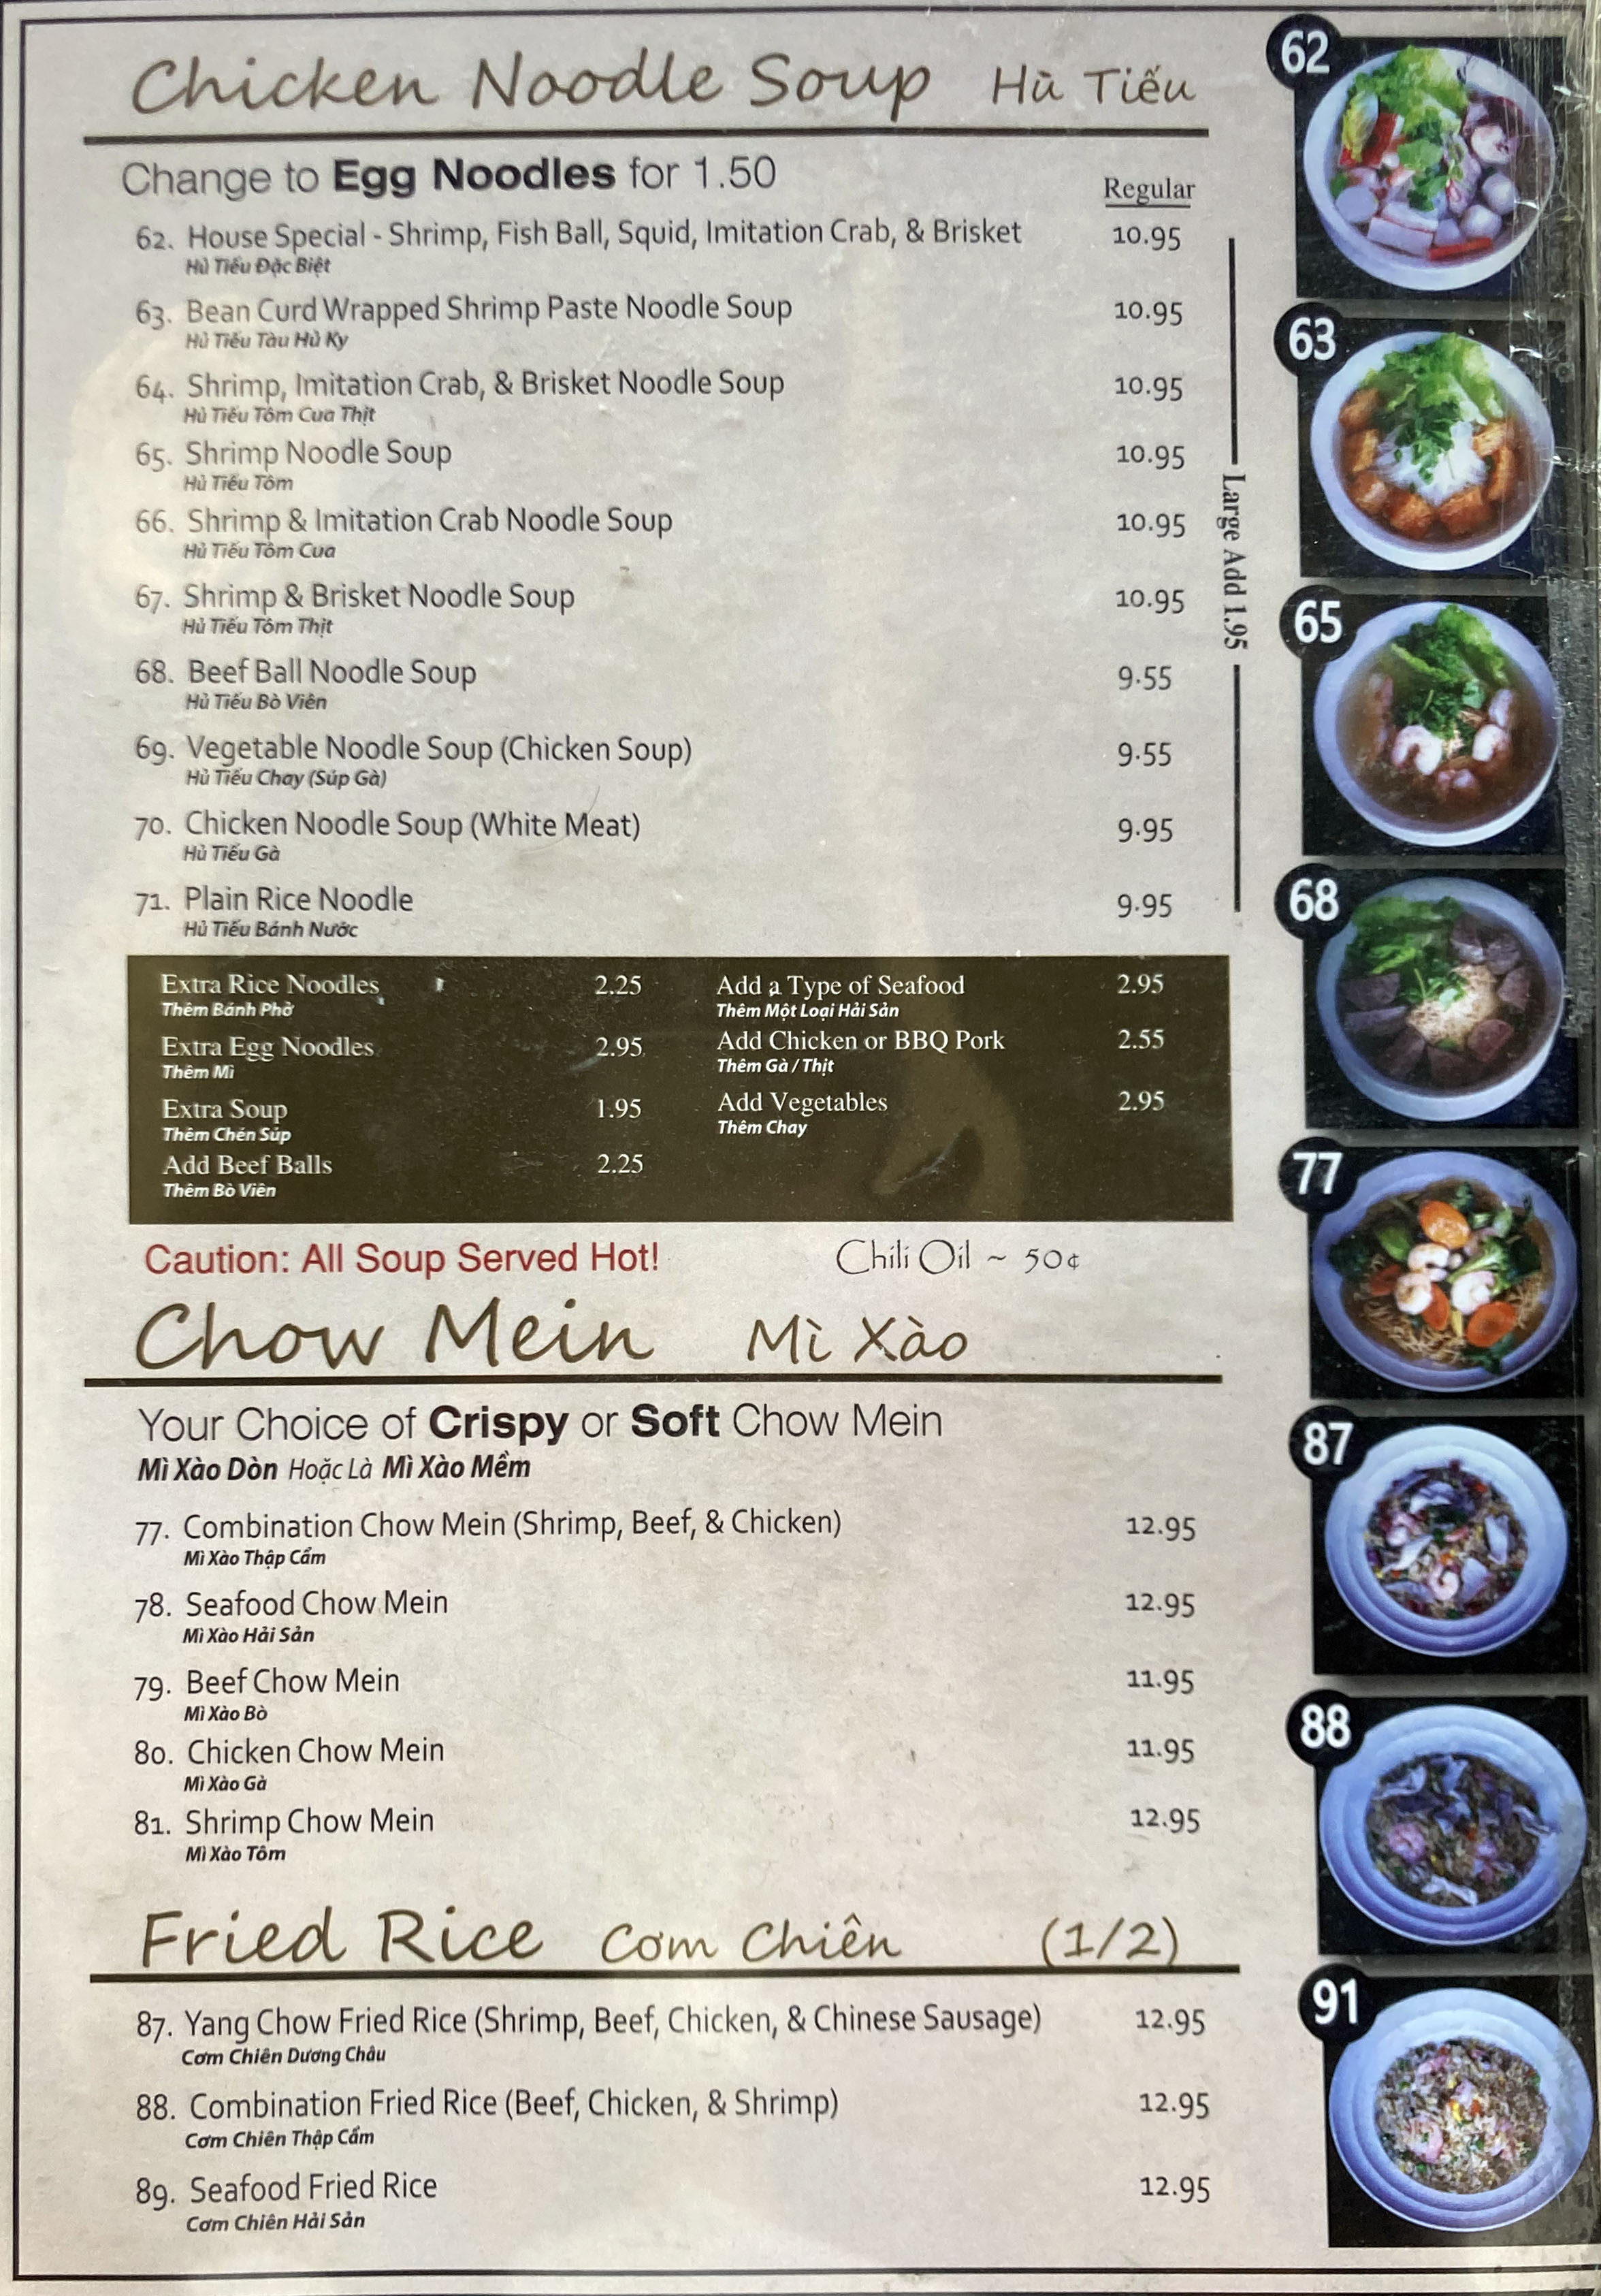 Chicken Noodle Soup Hủ Tiếu
Change to Egg Noodles for 1.50
Regular
62. House Special - Shrimp, Fish Ball, Squid, Imitation Crab, & Brisket 10.95
Hủ Tiếu Đặc Biệt
63. Bean Curd Wrapped Shrimp Paste Noodle Soup 10.95
Hủ Tiếu Tàu Hủ Ky
64. Shrimp, Imitation Crab, & Brisket Noodle Soup 10.95
Hủ Tiếu Tôm Cua Thịt
65. Shrimp Noodle Soup 10.95
Hủ Tiếu Tôm
66. Shrimp & Imitation Crab Noodle Soup 10.95
Hủ Tiếu Tôm Cua
67. Shrimp & Brisket Noodle Soup 10.95
Hủ Tiếu Tôm Thịt
68. Beef Ball Noodle Soup 9.55
Hủ Tiếu Bò Viên
69. Vegetable Noodle Soup (Chicken Soup) 9.55
Hủ Tiếu Chay (Súp Gà)
70. Chicken Noodle Soup (White Meat) 9.95
Hủ Tiếu Gà
71. Plain Rice Noodle 9.95
Hủ Tiếu Bánh Nước
Large Add 1.95
Extra Rice Noodles 2.25
Thêm Bánh Phở
Extra Egg Noodles 2.95
Thêm Mì
Extra Soup 1.95
Thêm Chén Súp
Add Beef Balls 2.25
Thêm Bò Viên
Add a Type of Seafood 2.95
Thêm Một Loại Hải Sản
Add Chicken or BBQ Pork 2.55
Thêm Gà / Thịt
Add Vegetables 2.95
Thêm Chay
Caution: All Soup Served Hot!
Chili Oil ~ 50¢
Chow Mein Mì Xào
Your Choice of Crispy or Soft Chow Mein
Mì Xào Dòn Hoặc Là Mì Xào Mềm
77. Combination Chow Mein (Shrimp, Beef, & Chicken) 12.95
Mì Xào Thập Cẩm
78. Seafood Chow Mein 12.95
Mì Xào Hải Sản
79. Beef Chow Mein 11.95
Mì Xào Bò
80. Chicken Chow Mein 11.95
Mì Xào Gà
81. Shrimp Chow Mein 12.95
Mì Xào Tôm
Fried Rice Cơm Chiên (1/2)
87. Yang Chow Fried Rice (Shrimp, Beef, Chicken, & Chinese Sausage) 12.95
Cơm Chiên Dương Châu
88. Combination Fried Rice (Beef, Chicken, & Shrimp) 12.95
Cơm Chiên Thập Cẩm
89. Seafood Fried Rice 12.95
Cơm Chiên Hải Sản
62
63
65
68
77
87
88
91